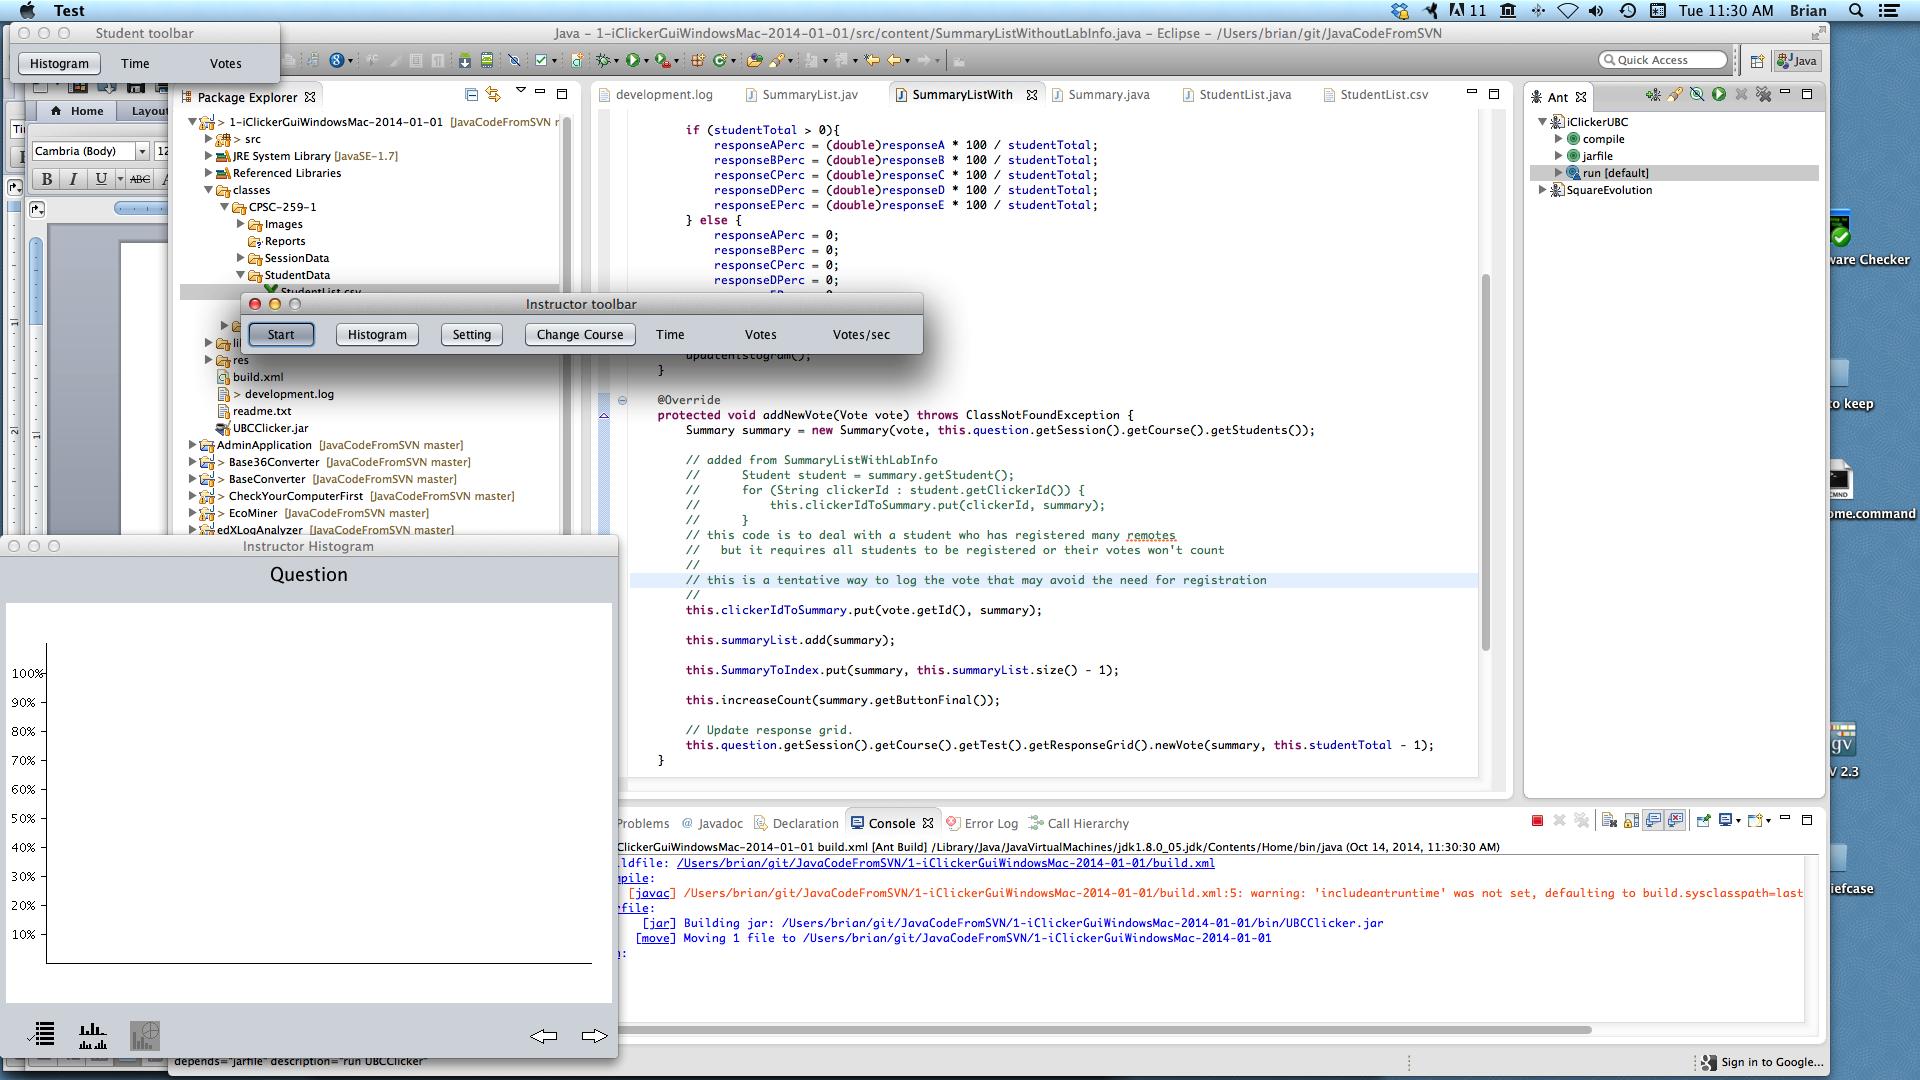 Test
11
Tue 11:30 AM
Brian
Student toolbar
Histogram
Time
Votes
Java - 1-iClickerGuiWindowsMac-2014-01-01/src/content/SummaryListWithoutLabInfo.java - Eclipse - /Users/brian/git/JavaCodeFromSVN
Quick Access
Java
Home
Layou
Cambria (Body)
12
B I U ABC
Package Explorer
> 1-iClickerGuiWindowsMac-2014-01-01 [JavaCodeFromSVN r
> src
JRE System Library [JavaSE-1.7]
Referenced Libraries
classes
CPSC-259-1
Images
Reports
SessionData
StudentData
StudentList.csv
li
res
build.xml
> development.log
readme.txt
UBCClicker.jar
AdminApplication [JavaCodeFromSVN master]
> Base36Converter [JavaCodeFromSVN master]
> BaseConverter [JavaCodeFromSVN master]
> CheckYourComputerFirst [JavaCodeFromSVN master]
> EcoMiner [JavaCodeFromSVN master]
edXLogAnalyzer [JavaCodeFromSVN master]
development.log
SummaryList.jav
SummaryListWith
Summary.java
StudentList.java
StudentList.csv
if (studentTotal > 0){
responseAPerc = (double)responseA * 100 / studentTotal;
responseBPerc = (double)responseB * 100 / studentTotal;
responseCPerc = (double)responseC * 100 / studentTotal;
responseDPerc = (double)responseD * 100 / studentTotal;
responseEPerc = (double)responseE * 100 / studentTotal;
} else {
responseAPerc = 0;
responseBPerc = 0;
responseCPerc = 0;
responseDPerc = 0;
Instructor toolbar
Start
Histogram
Setting
Change Course
Time
Votes
Votes/sec
updateHistogram();
}
@Override
protected void addNewVote(Vote vote) throws ClassNotFoundException {
Summary summary = new Summary(vote, this.question.getSession().getCourse().getStudents());
// added from SummaryListWithLabInfo
// Student student = summary.getStudent();
// for (String clickerId : student.getClickerId()) {
// this.clickerIdToSummary.put(clickerId, summary);
// }
// this code is to deal with a student who has registered many remotes
// but it requires all students to be registered or their votes won't count
//
// this is a tentative way to log the vote that may avoid the need for registration
//
this.clickerIdToSummary.put(vote.getId(), summary);
this.summaryList.add(summary);
this.SummaryToIndex.put(summary, this.summaryList.size() - 1);
this.increaseCount(summary.getButtonFinal());
// Update response grid.
this.question.getSession().getCourse().getTest().getResponseGrid().newVote(summary, this.studentTotal - 1);
}
Ant
iClickerUBC
compile
jarfile
run [default]
SquareEvolution
ware Checker
to keep
CMND
ome.command
gv
V 2.3
iefcase
Instructor Histogram
Question
100%
90%
80%
70%
60%
50%
40%
30%
20%
10%
Problems
@ Javadoc
Declaration
Console
Error Log
Call Hierarchy
ClickerGuiWindowsMac-2014-01-01 build.xml [Ant Build] /Library/Java/JavaVirtualMachines/jdk1.8.0_05.jdk/Contents/Home/bin/java (Oct 14, 2014, 11:30:30 AM)
ldfile: /Users/brian/git/JavaCodeFromSVN/1-iClickerGuiWindowsMac-2014-01-01/build.xml
mpile:
[javac] /Users/brian/git/JavaCodeFromSVN/1-iClickerGuiWindowsMac-2014-01-01/build.xml:5: warning: 'includeantruntime' was not set, defaulting to build.sysclasspath=last
rfile:
[jar] Building jar: /Users/brian/git/JavaCodeFromSVN/1-iClickerGuiWindowsMac-2014-01-01/bin/UBCClicker.jar
[move] Moving 1 file to /Users/brian/git/JavaCodeFromSVN/1-iClickerGuiWindowsMac-2014-01-01
n:
depends="jarfile" description="run UBCClicker"
Sign in to Google...